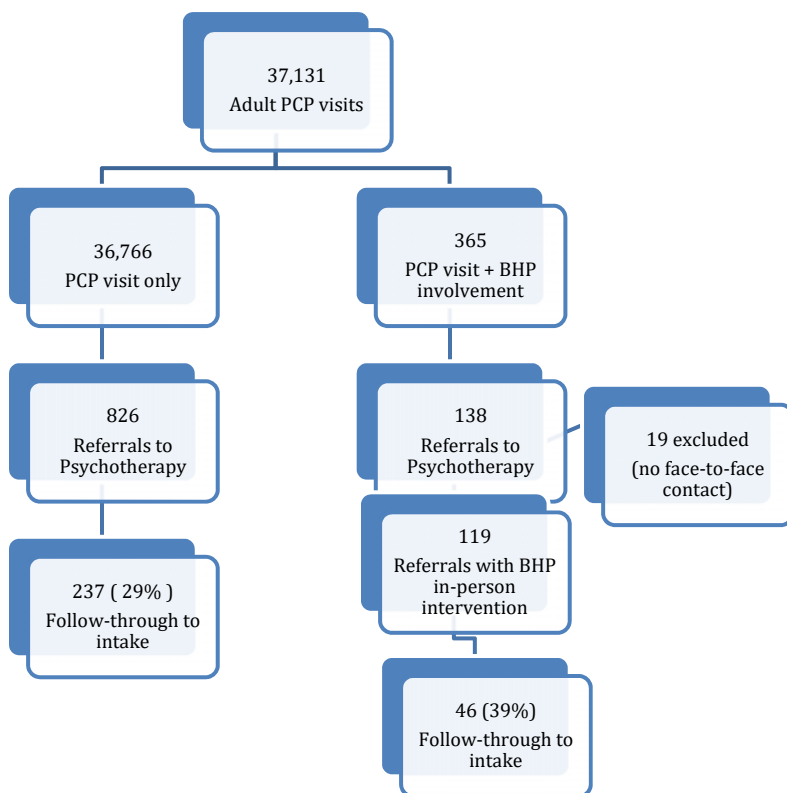 37,131
Adult PCP visits
36,766
PCP visit only
365
PCP visit + BHP
involvement
826
Referrals to
Psychotherapy
138
Referrals to
Psychotherapy
19 excluded
(no face-to-face
contact)
119
Referrals with BHP
in-person
intervention
237 ( 29% )
Follow-through to
intake
46 (39%)
Follow-through to
intake